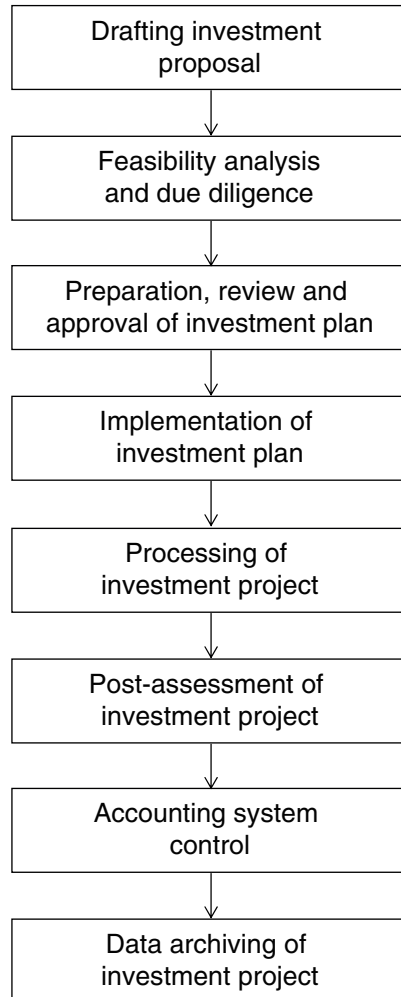 Drafting investment
proposal
Feasibility analysis
and due diligence
Preparation, review and
approval of investment plan
Implementation of
investment plan
Processing of
investment project
Post-assessment of
investment project
Accounting system
control
Data archiving of
investment project